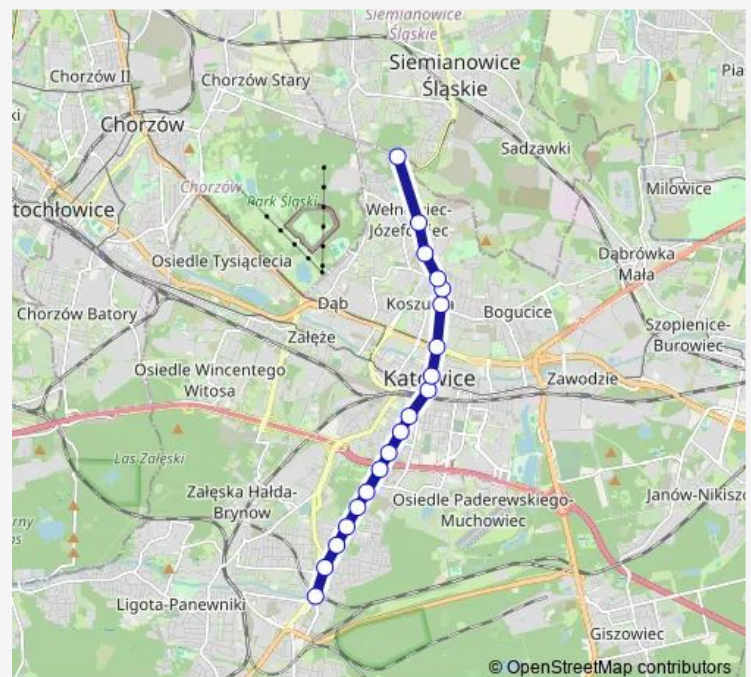 Siemianowice
Śląskie
Siemianowice
Śląskie
Chorzów II
Chorzów Stary
Pia
ki
Chorzów
Sadzawki
Chorzów
Park Śląski
Milowice
tochłowice
Józefowiec
Osiedle Tysiąclecia
Dąbrówka
Mała
Chorzów Batory
Dąb
Bogucice
Załęże
Szopienice-
Burowiec
Osiedle Wincentego
Witosa
Katowice
Zawodzie
Las Załęski
Załęska Hałda-
Brynów
Osiedle Paderewskiego-
Muchowiec
Janów-Nikiszo
Ligota-Panewniki
Giszowiec
© OpenStreetMap contributors